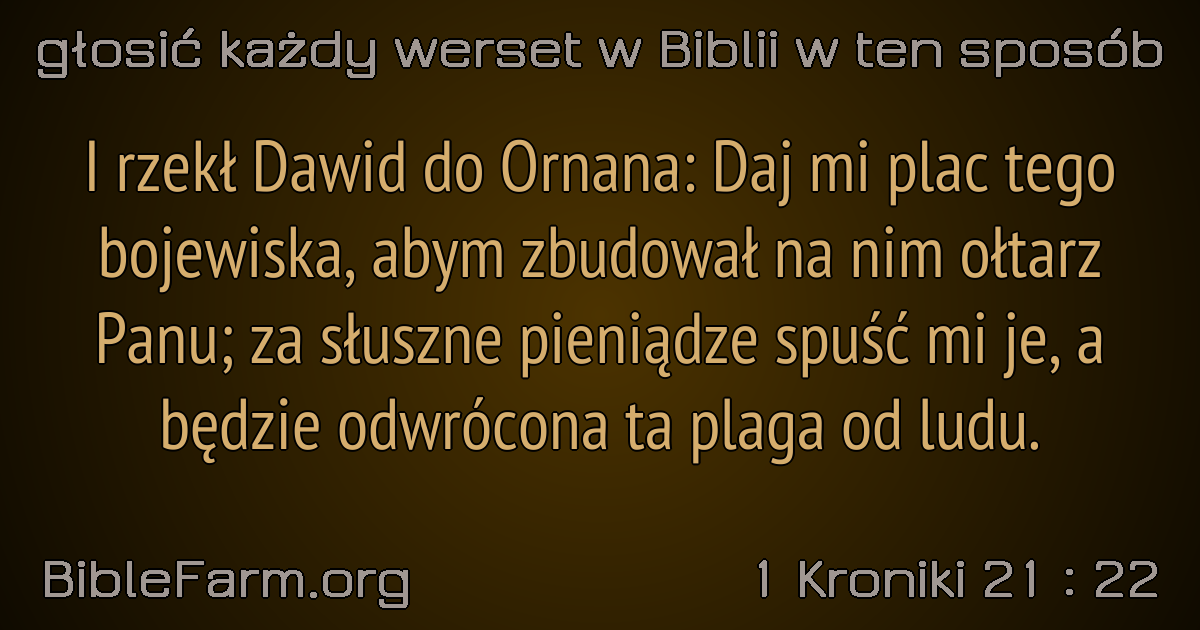 głosić każdy werset w Biblii w ten sposób
I rzekł Dawid do Ornana: Daj mi plac tego
bojewiska, abym zbudował na nim ołtarz
Panu; za słuszne pieniądze spuść mi je, a
będzie odwrócona ta plaga od ludu.
BibleFarm.org
1 Kroniki 21 : 22